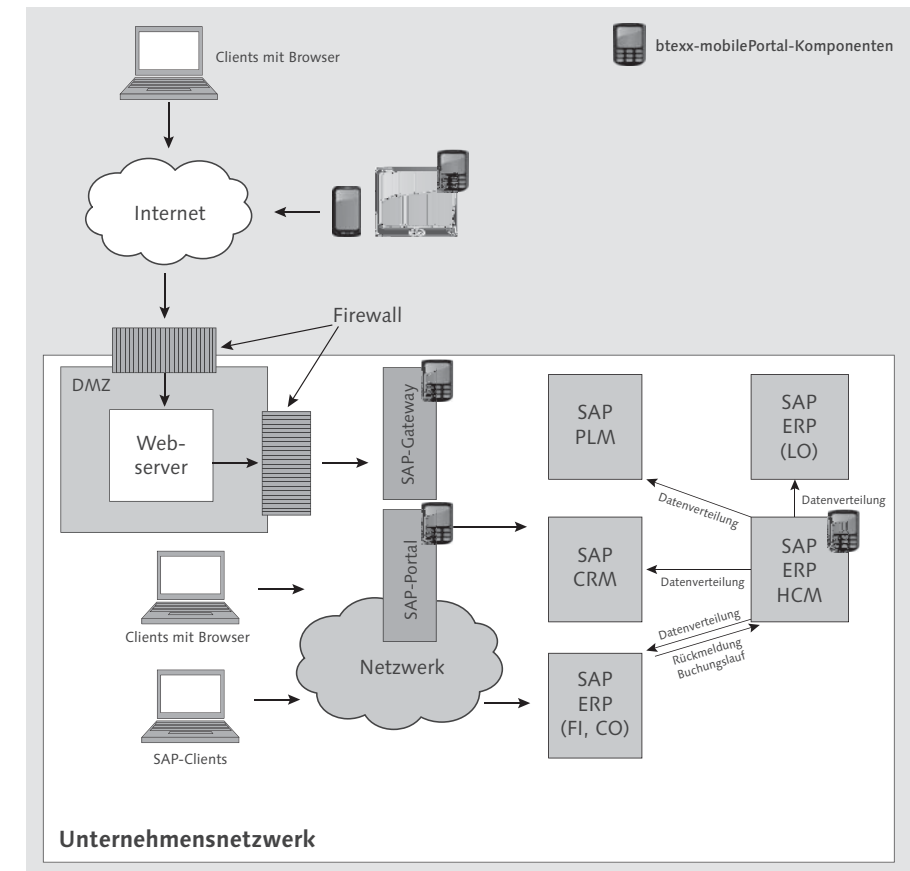 Clients mit Browser
btexx-mobilePortal-Komponenten
Internet
Firewall
DMZ
Web-
server
SAP-Gateway
SAP
PLM
SAP
ERP
(LO)
Datenverteilung
Datenverteilung
SAP-Portal
SAP
CRM
Datenverteilung
SAP
ERP
HCM
Clients mit Browser
Netzwerk
Datenverteilung
Rückmeldung
Buchungslauf
SAP
ERP
(FI, CO)
SAP-Clients
Unternehmensnetzwerk